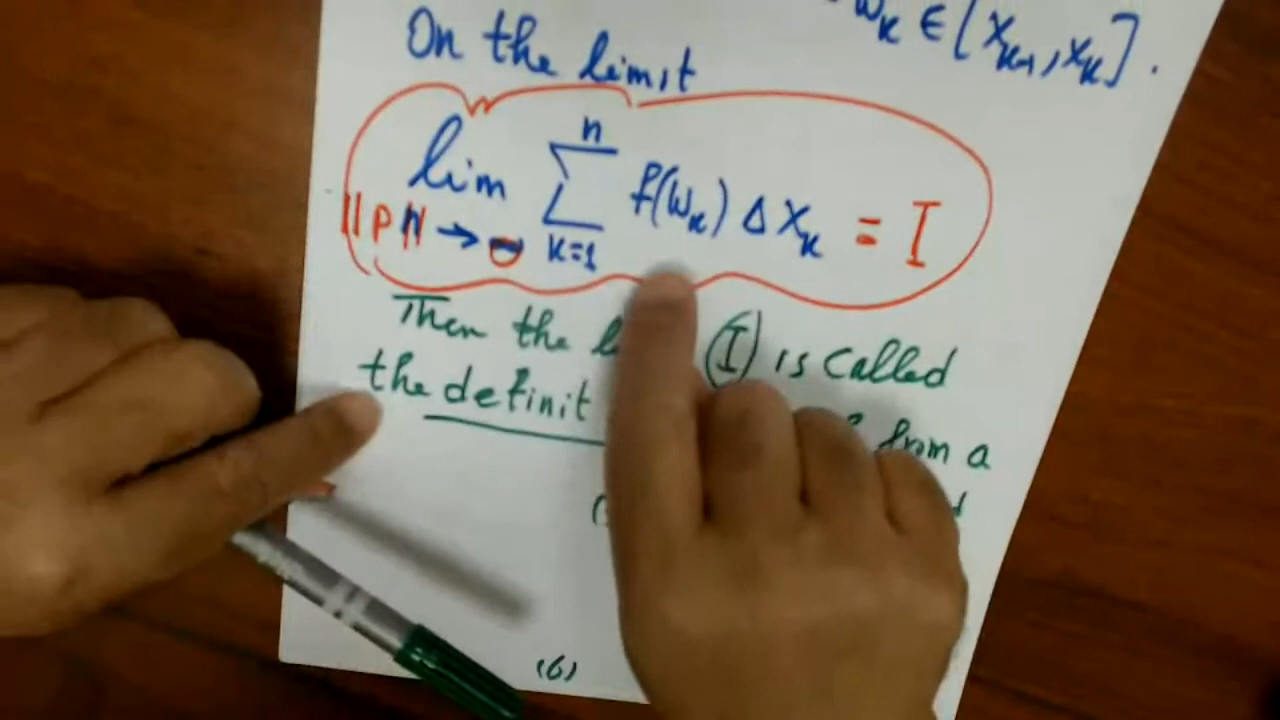 wₖ ∈ [xₖ₋₁, xₖ].
On the limit
lim ∑ f(wₖ) Δxₖ = I
n
||P|| → 0 k=1
Then the (I) is called
the definit from a
(6)